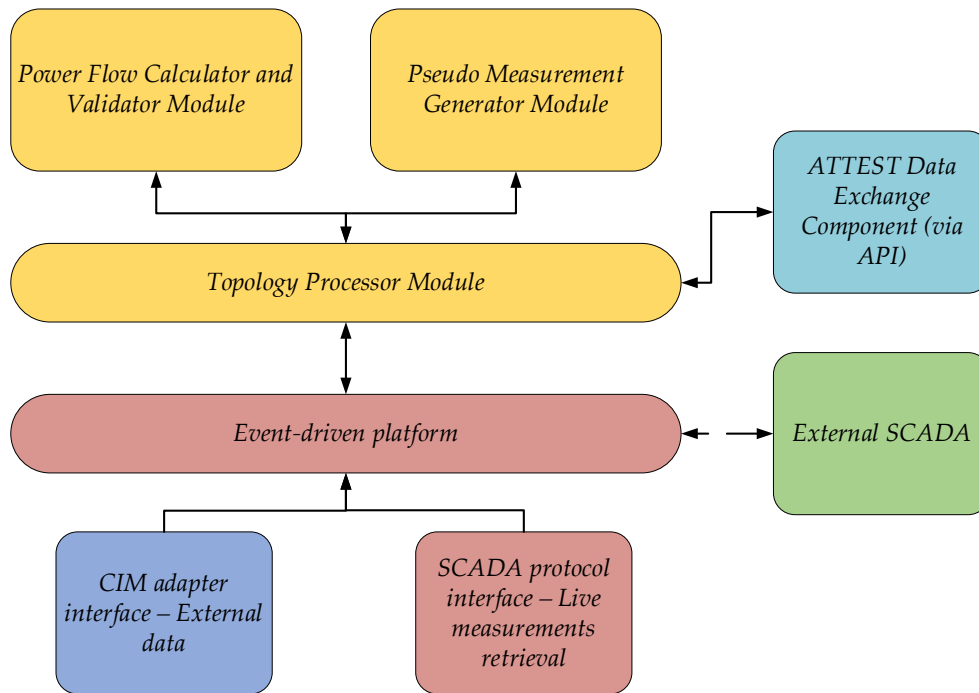 Power Flow Calculator and
Validator Module
Pseudo Measurement
Generator Module
ATTEST Data
Exchange
Component (via
API)
Topology Processor Module
Event-driven platform
External SCADA
CIM adapter
interface – External
data
SCADA protocol
interface – Live
measurements
retrieval